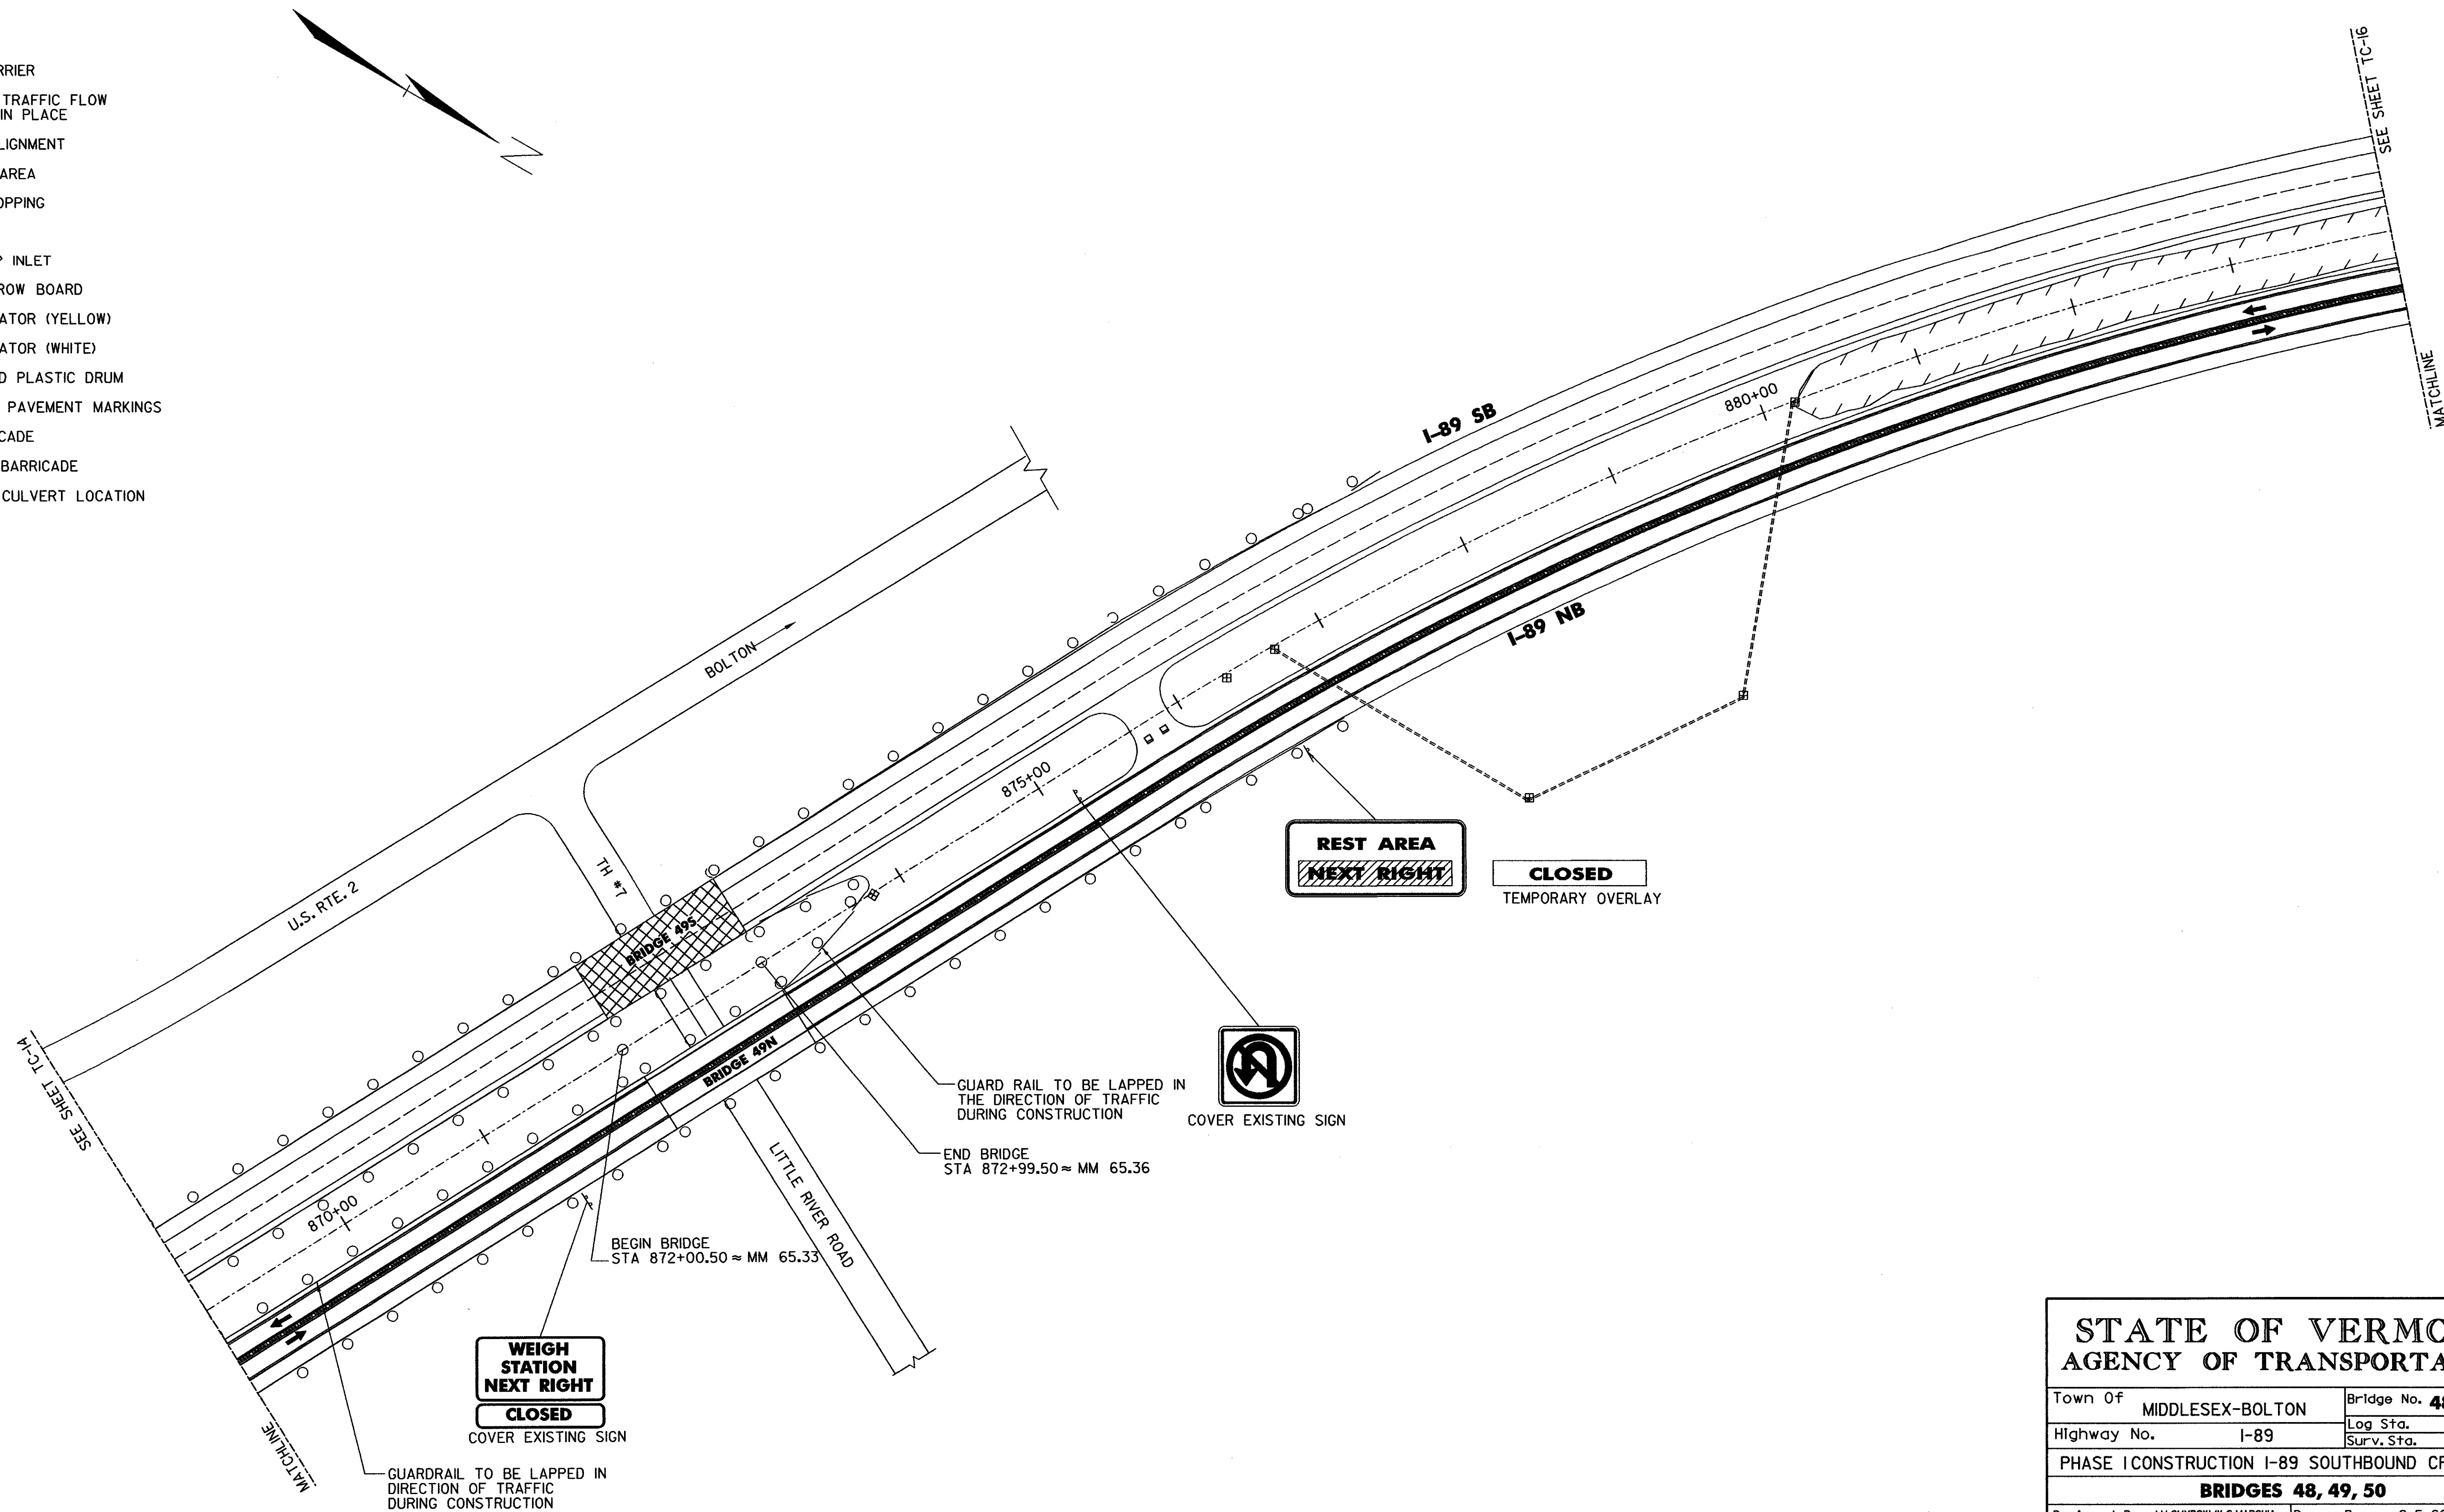 RRIER
TRAFFIC FLOW
IN PLACE
LIGNMENT
AREA
OPPING
P INLET
ROW BOARD
ATOR (YELLOW)
ATOR (WHITE)
D PLASTIC DRUM
PAVEMENT MARKINGS
CADE
BARRICADE
CULVERT LOCATION
N
SEE SHEET TC-16
MATCHLINE
880+00
I-89 SB
I-89 NB
BOLTON
875+00
U.S. RTE. 2
TH #7
BRIDGE 49S
BRIDGE 49N
REST AREA
NEXT RIGHT
CLOSED
TEMPORARY OVERLAY
GUARD RAIL TO BE LAPPED IN
THE DIRECTION OF TRAFFIC
DURING CONSTRUCTION
COVER EXISTING SIGN
END BRIDGE
STA 872+99.50 ≈ MM 65.36
LITTLE RIVER ROAD
SEE SHEET TC-14
870+00
BEGIN BRIDGE
STA 872+00.50 ≈ MM 65.33
WEIGH
STATION
NEXT RIGHT
CLOSED
COVER EXISTING SIGN
MATCHLINE
GUARDRAIL TO BE LAPPED IN
DIRECTION OF TRAFFIC
DURING CONSTRUCTION
STATE OF VERMO
AGENCY OF TRANSPORTA
Town Of MIDDLESEX-BOLTON Bridge No. 48
Log Sta.
Highway No. I-89 Surv. Sta.
PHASE I CONSTRUCTION I-89 SOUTHBOUND CR
BRIDGES 48, 49, 50